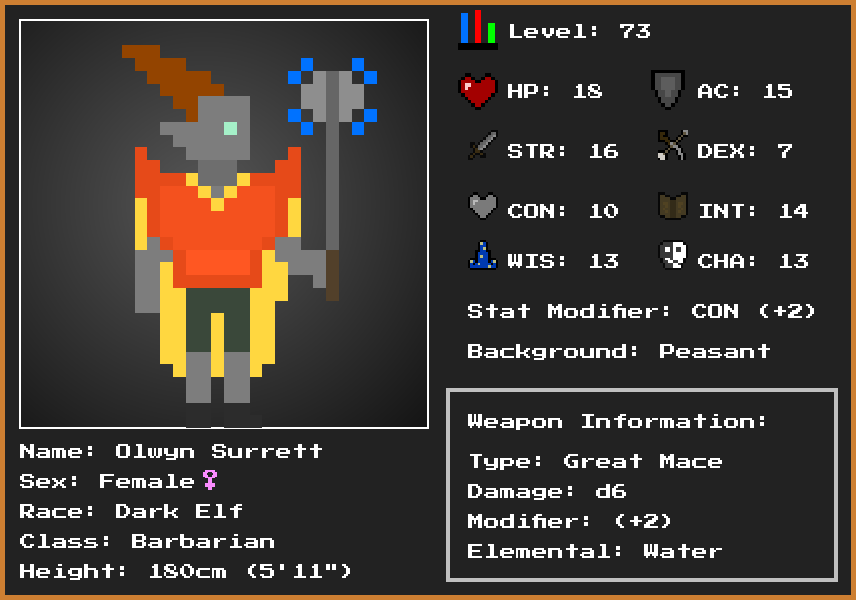 Level: 73
HP: 18 AC: 15
STR: 16 DEX: 7
CON: 10 INT: 14
WIS: 13 CHA: 13
Stat Modifier: CON (+2)
Background: Peasant
Weapon Information:
Type: Great Mace
Damage: d6
Modifier: (+2)
Elemental: Water
Name: Olwyn Surrett
Sex: Female♀
Race: Dark Elf
Class: Barbarian
Height: 180cm (5'11")